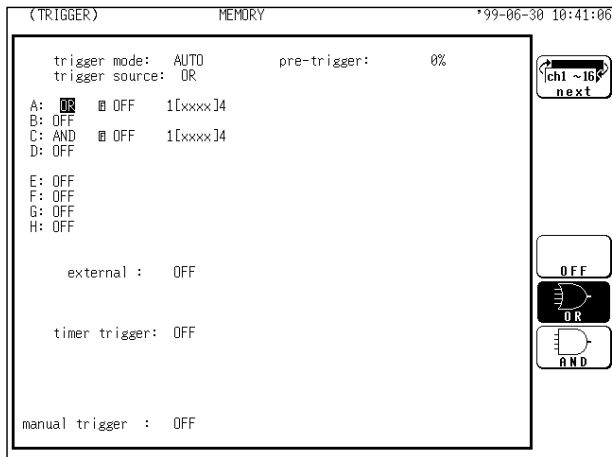 (TRIGGER) MEMORY '99-06-30 10:41:06
trigger mode: AUTO pre-trigger: 0%
trigger source: OR
ch1 ~16
next
A: OR F OFF 1[xxxx]4
B: OFF
C: AND F OFF 1[xxxx]4
D: OFF
E: OFF
F: OFF
G: OFF
H: OFF
external : OFF
OFF
OR
timer trigger: OFF
AND
manual trigger : OFF